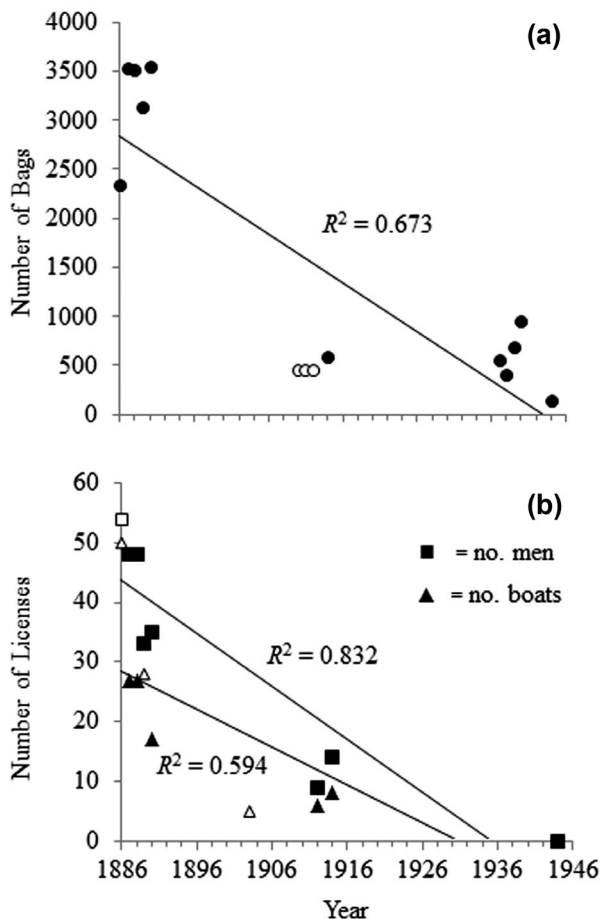 (a)
4000
3500
3000
2500
2000
1500
1000
500
0
Number of Bags
R² = 0.673
(b)
60
50
40
30
20
10
0
Number of Licenses
= no. men
= no. boats
R² = 0.832
R² = 0.594
1886 1896 1906 1916 1926 1936 1946
Year